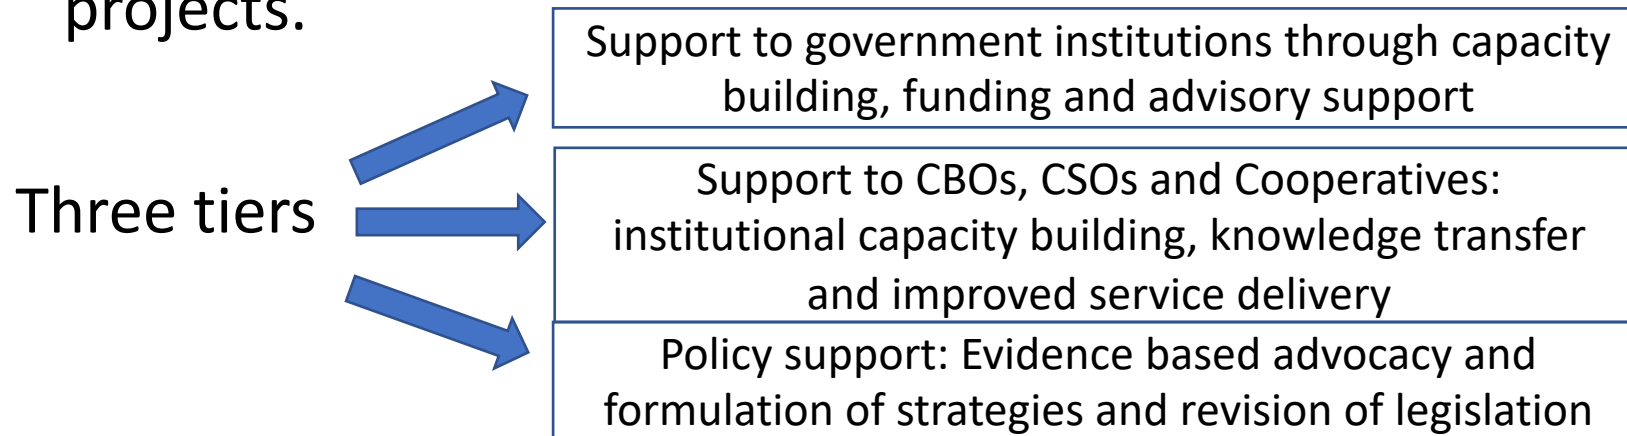 projects.
Three tiers
Support to government institutions through capacity
building, funding and advisory support
Support to CBOs, CSOs and Cooperatives:
institutional capacity building, knowledge transfer
and improved service delivery
Policy support: Evidence based advocacy and
formulation of strategies and revision of legislation